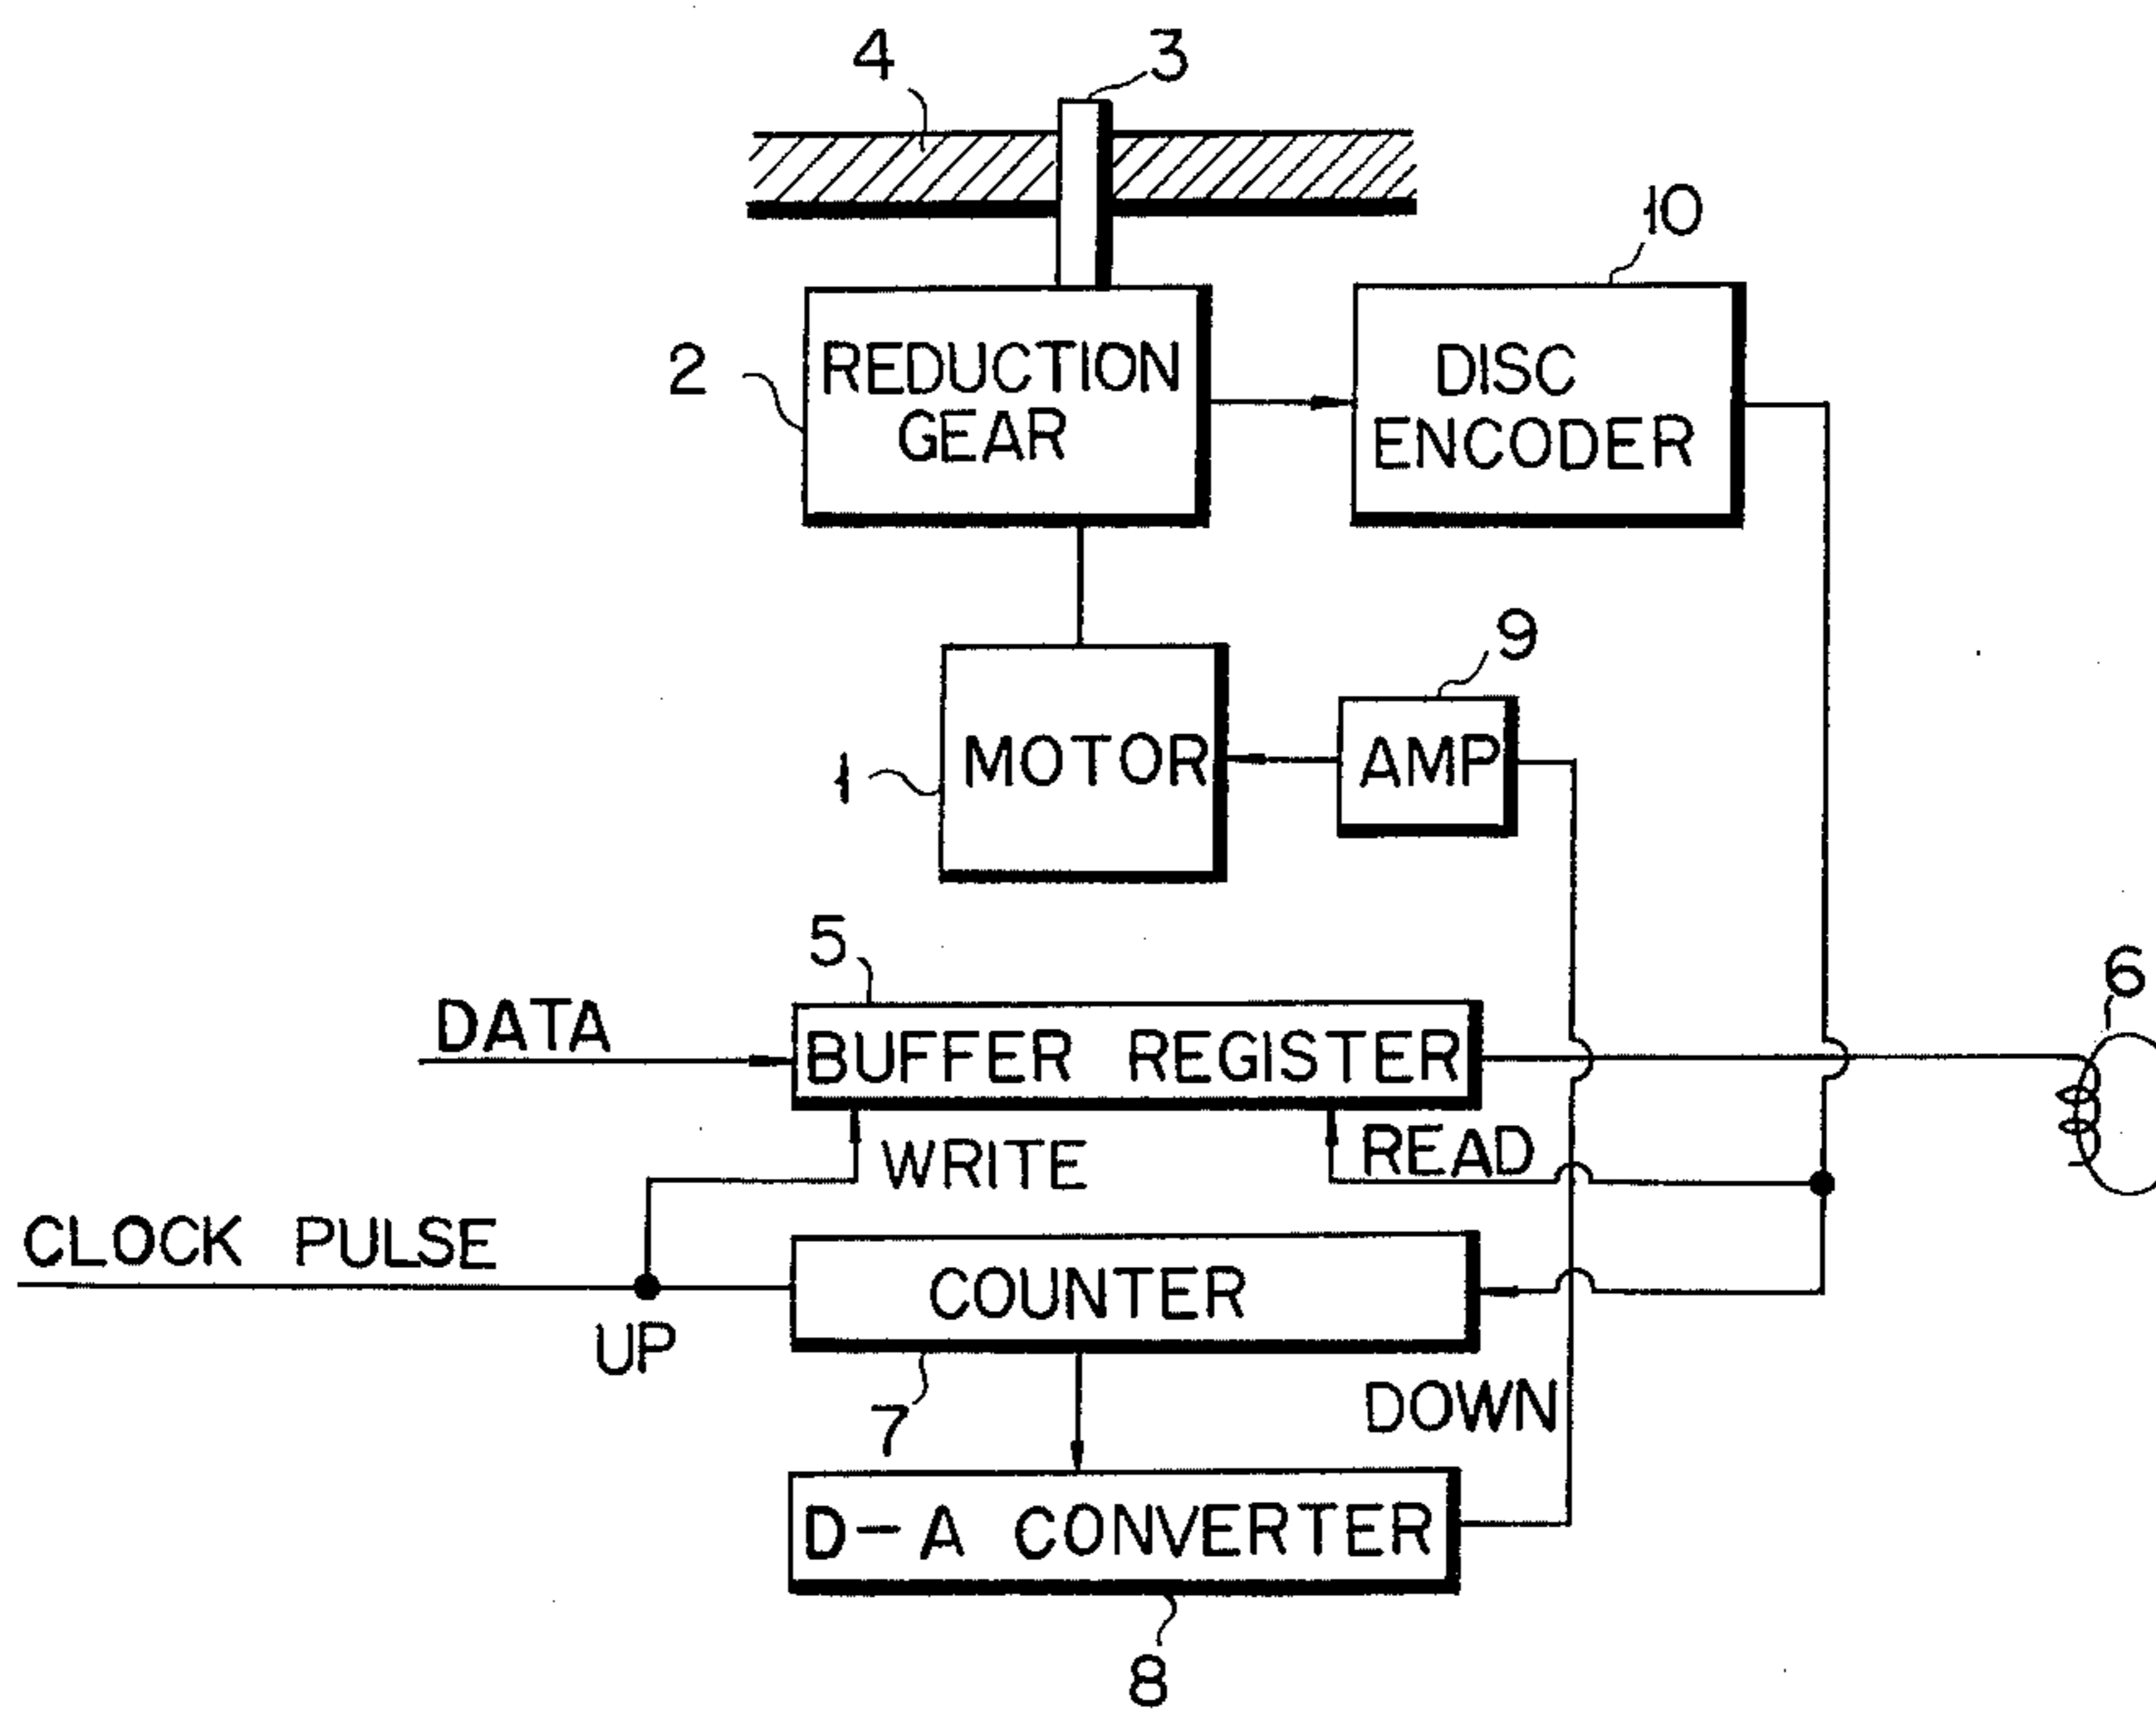 4
3
10
2
REDUCTION
GEAR
DISC
ENCODER
9
1
MOTOR
AMP
5
6
DATA
BUFFER REGISTER
WRITE
READ
CLOCK PULSE
COUNTER
UP
7
DOWN
D-A CONVERTER
8